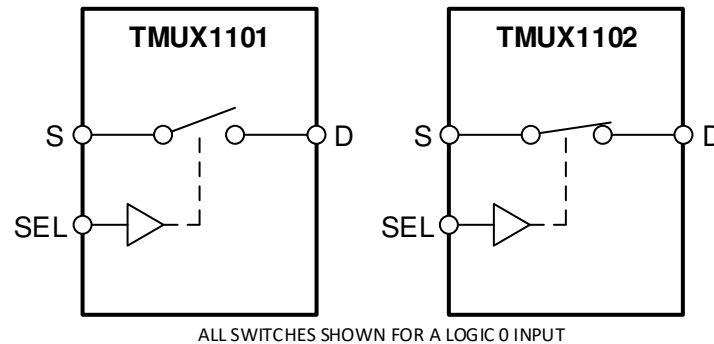 TMUX1101
S
D
SEL
TMUX1102
S
D
SEL
ALL SWITCHES SHOWN FOR A LOGIC 0 INPUT